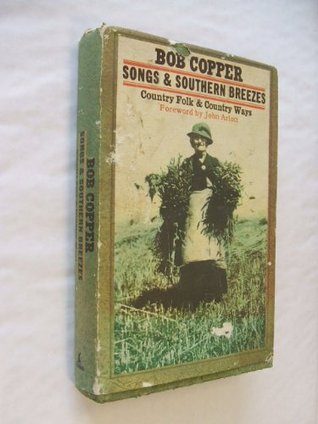 BOB COPPER
SONGS & SOUTHERN BREEZES
Country Folk & Country Ways
Foreword by John Arlott
BOB COPPER
SONGS & SOUTHERN BREEZES